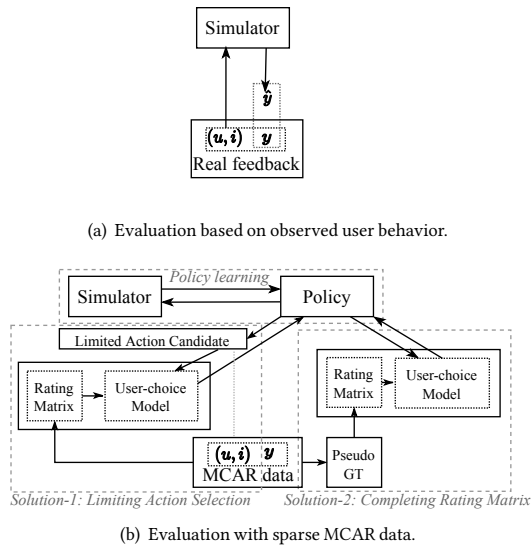 Simulator
ŷ
(u, i) y
Real feedback
(a) Evaluation based on observed user behavior.
Policy learning
Simulator
Policy
Limited Action Candidate
Rating
Matrix
User-choice
Model
Rating
Matrix
User-choice
Model
(u, i) y
MCAR data
Pseudo
GT
Solution-1: Limiting Action Selection
Solution-2: Completing Rating Matrix
(b) Evaluation with sparse MCAR data.